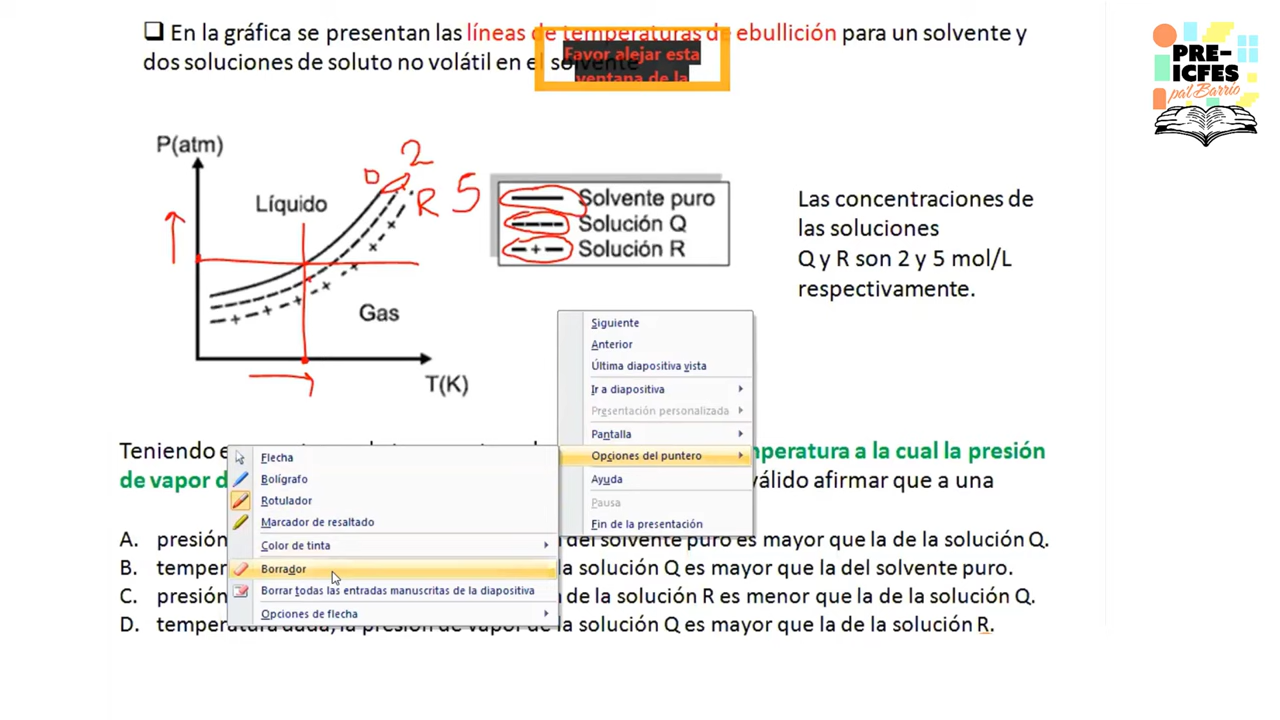 ❑ En la gráfica se presentan las líneas de temperaturas de ebullición para un solvente y
dos soluciones de soluto no volátil en el solvente
Favor alejar esta
ventana de la
PRE-
ICFES
pa'l Barrio
P(atm)
Líquido
Gas
T(K)
2
R 5
Solvente puro
Solución Q
Solución R
Las concentraciones de
las soluciones
Q y R son 2 y 5 mol/L
respectivamente.
Siguiente
Anterior
Última diapositiva vista
Ir a diapositiva
Presentación personalizada
Pantalla
Opciones del puntero
Ayuda
Pausa
Fin de la presentación
Flecha
Bolígrafo
Rotulador
Marcador de resaltado
Color de tinta
Borrador
Borrar todas las entradas manuscritas de la diapositiva
Opciones de flecha
Teniendo a la cual la presión
de vapor válido afirmar que a una
A. presión del solvente puro es mayor que la de la solución Q.
B. la solución Q es mayor que la del solvente puro.
C. presión de la solución R es menor que la de la solución Q.
D. temperatura dada, la presión de vapor de la solución Q es mayor que la de la solución R.